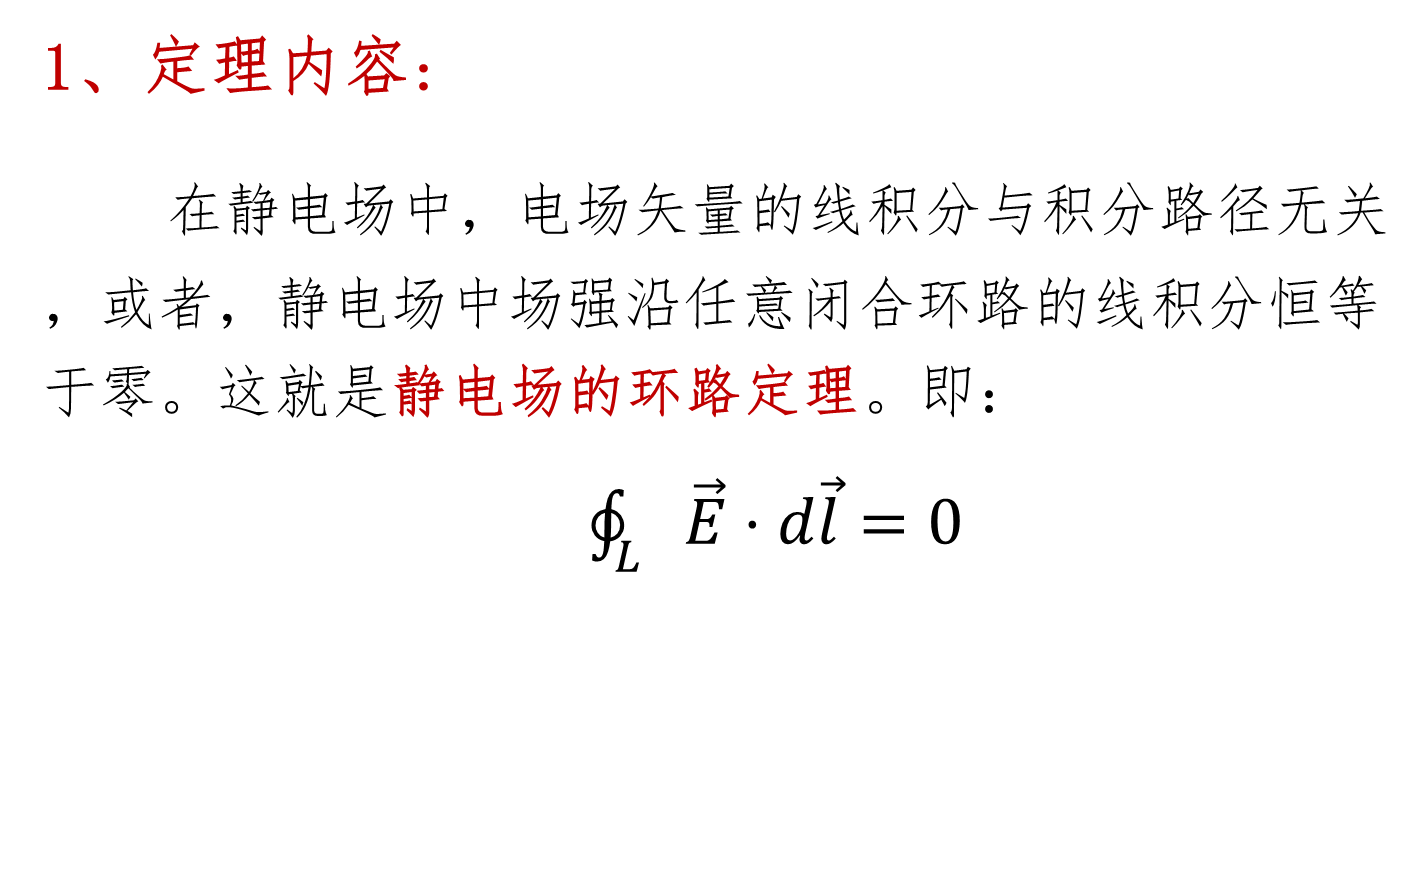 1、定理内容：
在静电场中，电场矢量的线积分与积分路径无关
，或者，静电场中场强沿任意闭合环路的线积分恒等
于零。这就是静电场的环路定理。即：
∮_L E⃗ · dl⃗ = 0